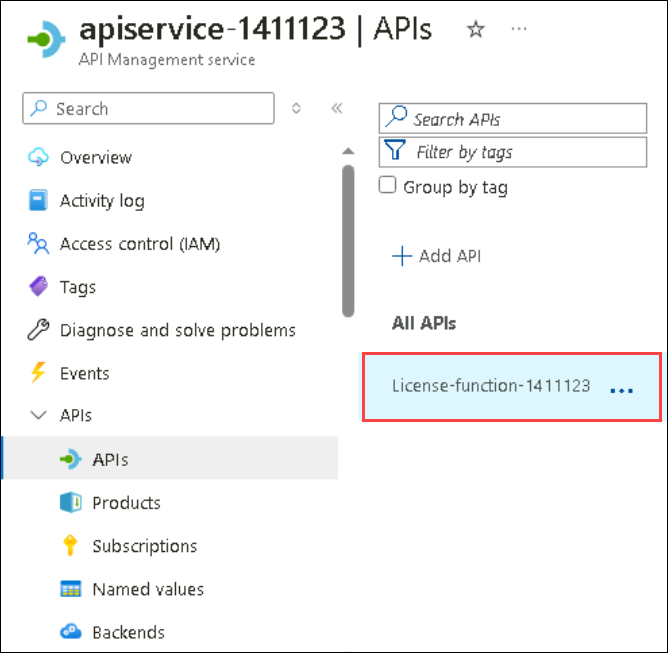 apiservice-1411123 | APIs
API Management service
Search
Overview
Activity log
Access control (IAM)
Tags
Diagnose and solve problems
Events
APIs
APIs
Products
Subscriptions
Named values
Backends
Search APIs
Filter by tags
Group by tag
Add API
All APIs
License-function-1411123